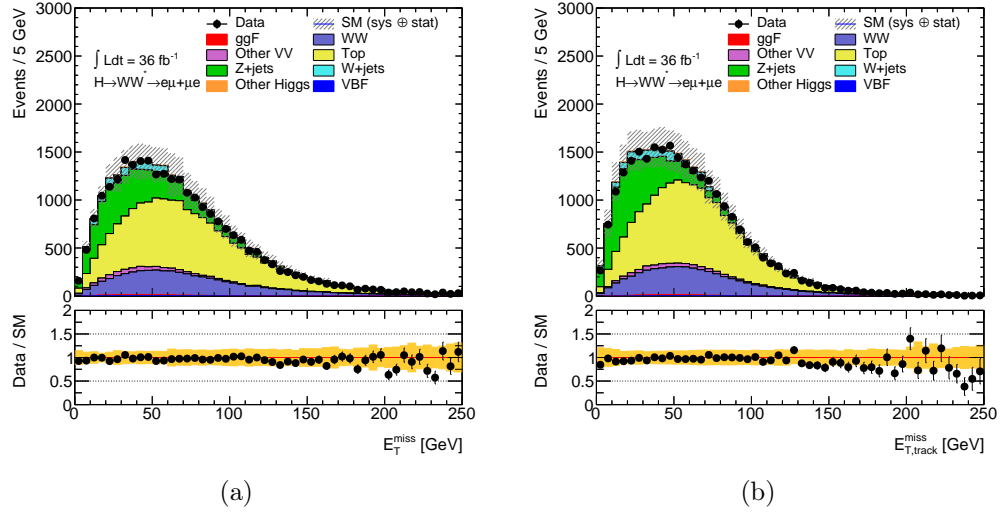 Events / 5 GeV
3000
2500
2000
1500
1000
500
0
∫ Ldt = 36 fb⁻¹
H→WW*→eμ+μe
Data
SM (sys ⊕ stat)
ggF
WW
Other VV
Top
Z+jets
W+jets
Other Higgs
VBF
Data / SM
2
1.5
1
0.5
0
0 50 100 150 200 250
E_T^miss [GeV]
(a)
Events / 5 GeV
3000
2500
2000
1500
1000
500
0
∫ Ldt = 36 fb⁻¹
H→WW*→eμ+μe
Data
SM (sys ⊕ stat)
ggF
WW
Other VV
Top
Z+jets
W+jets
Other Higgs
VBF
Data / SM
2
1.5
1
0.5
0
0 50 100 150 200 250
E_T,track^miss [GeV]
(b)